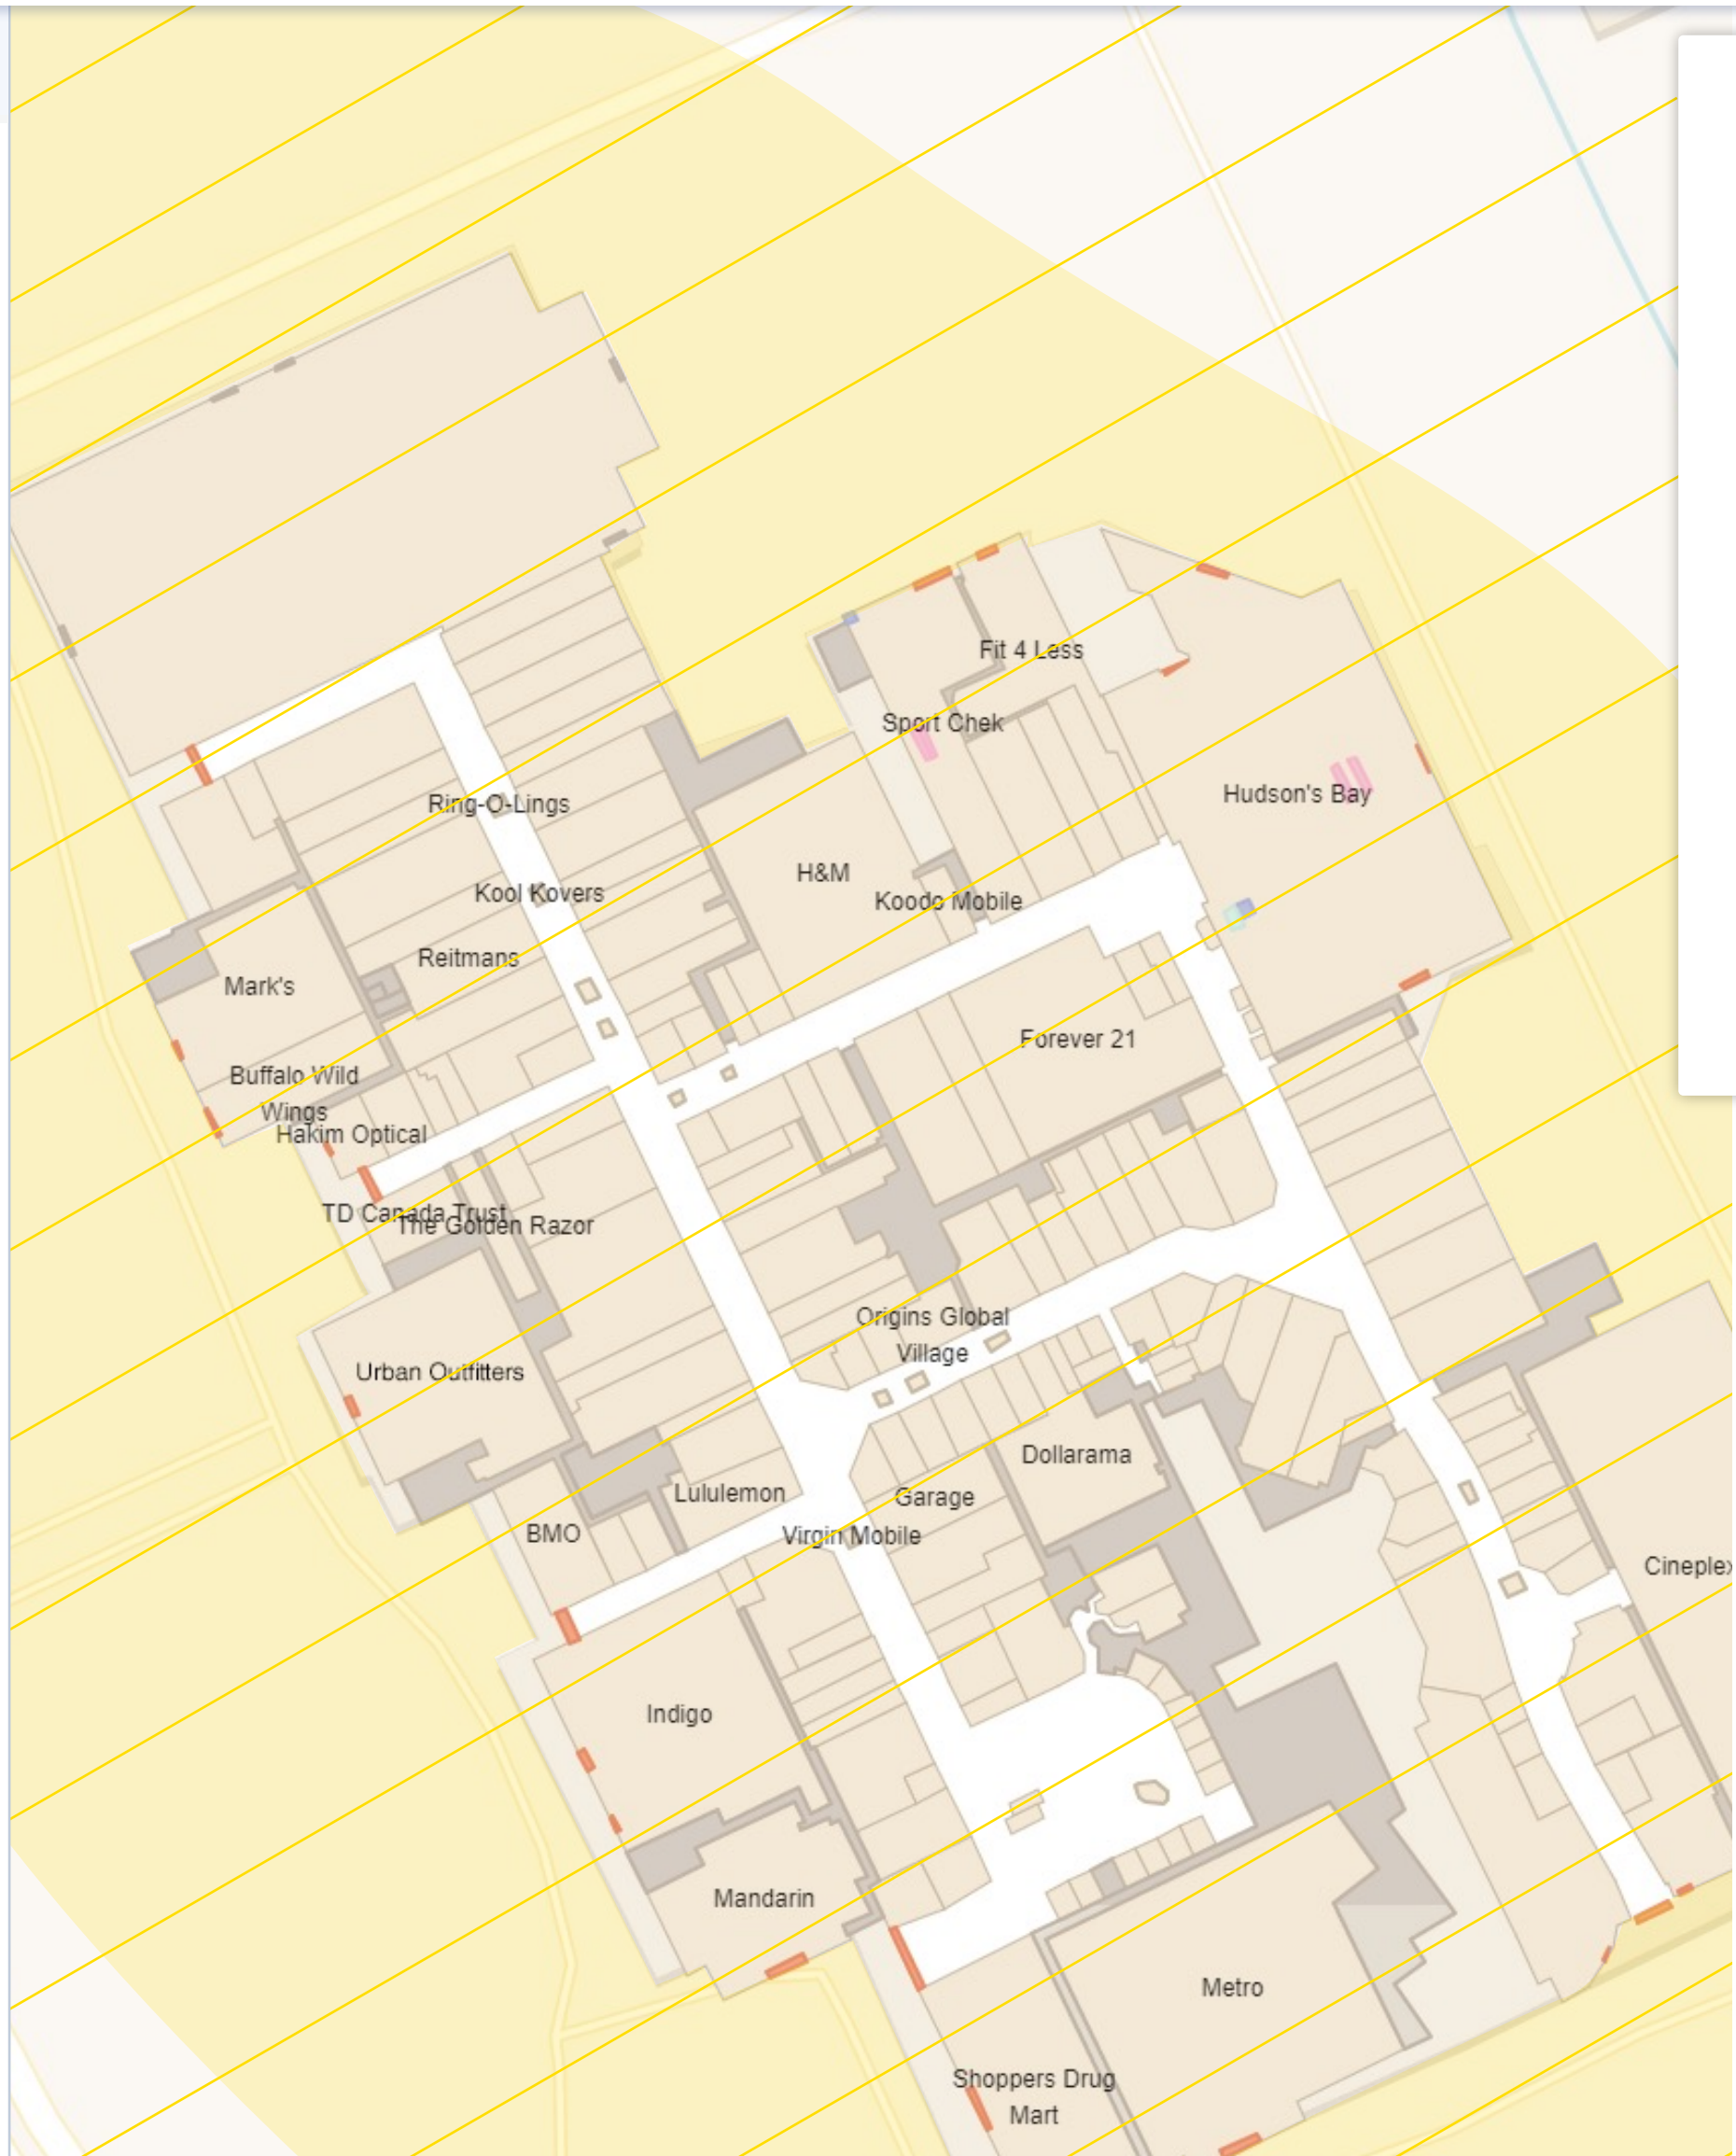 Fit 4 Less
Sport Chek
Hudson's Bay
Ring-O-Lings
H&M
Kool Kovers
Koodo Mobile
Reitmans
Mark's
Forever 21
Buffalo Wild
Wings
Hakim Optical
TD Canada Trust
The Golden Razor
Origins Global
Village
Urban Outfitters
Dollarama
Lululemon
Garage
BMO
Virgin Mobile
Cineplex
Indigo
Mandarin
Metro
Shoppers Drug
Mart